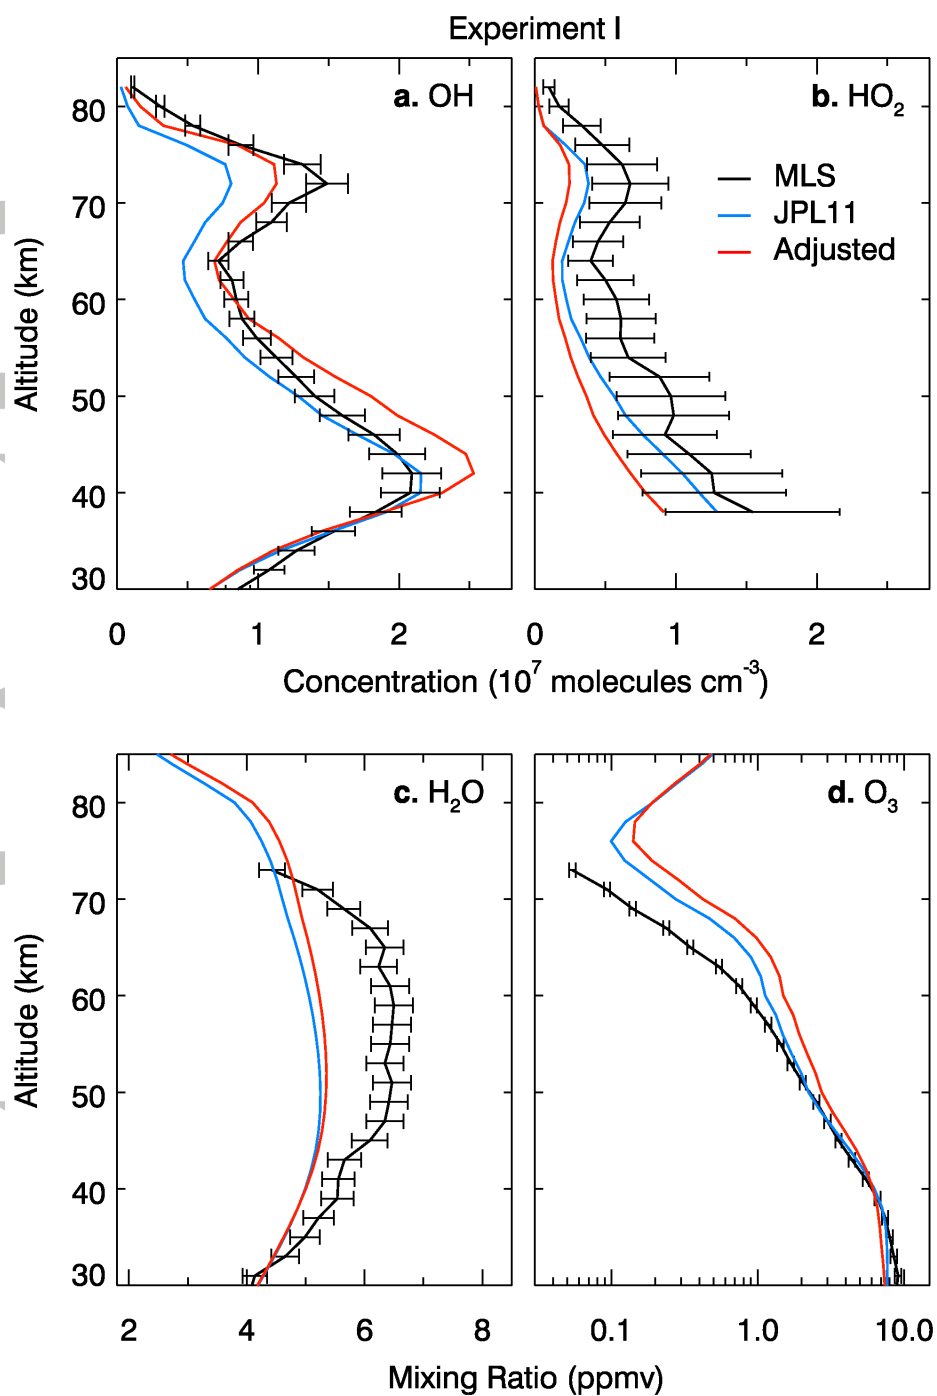 Experiment I
a. OH
b. HO2
MLS
JPL11
Adjusted
Altitude (km)
80
70
60
50
40
30
0 1 2
0 1 2
Concentration (10^7 molecules cm^-3)
c. H2O
d. O3
Altitude (km)
80
70
60
50
40
30
2 4 6 8
0.1 1.0 10.0
Mixing Ratio (ppmv)